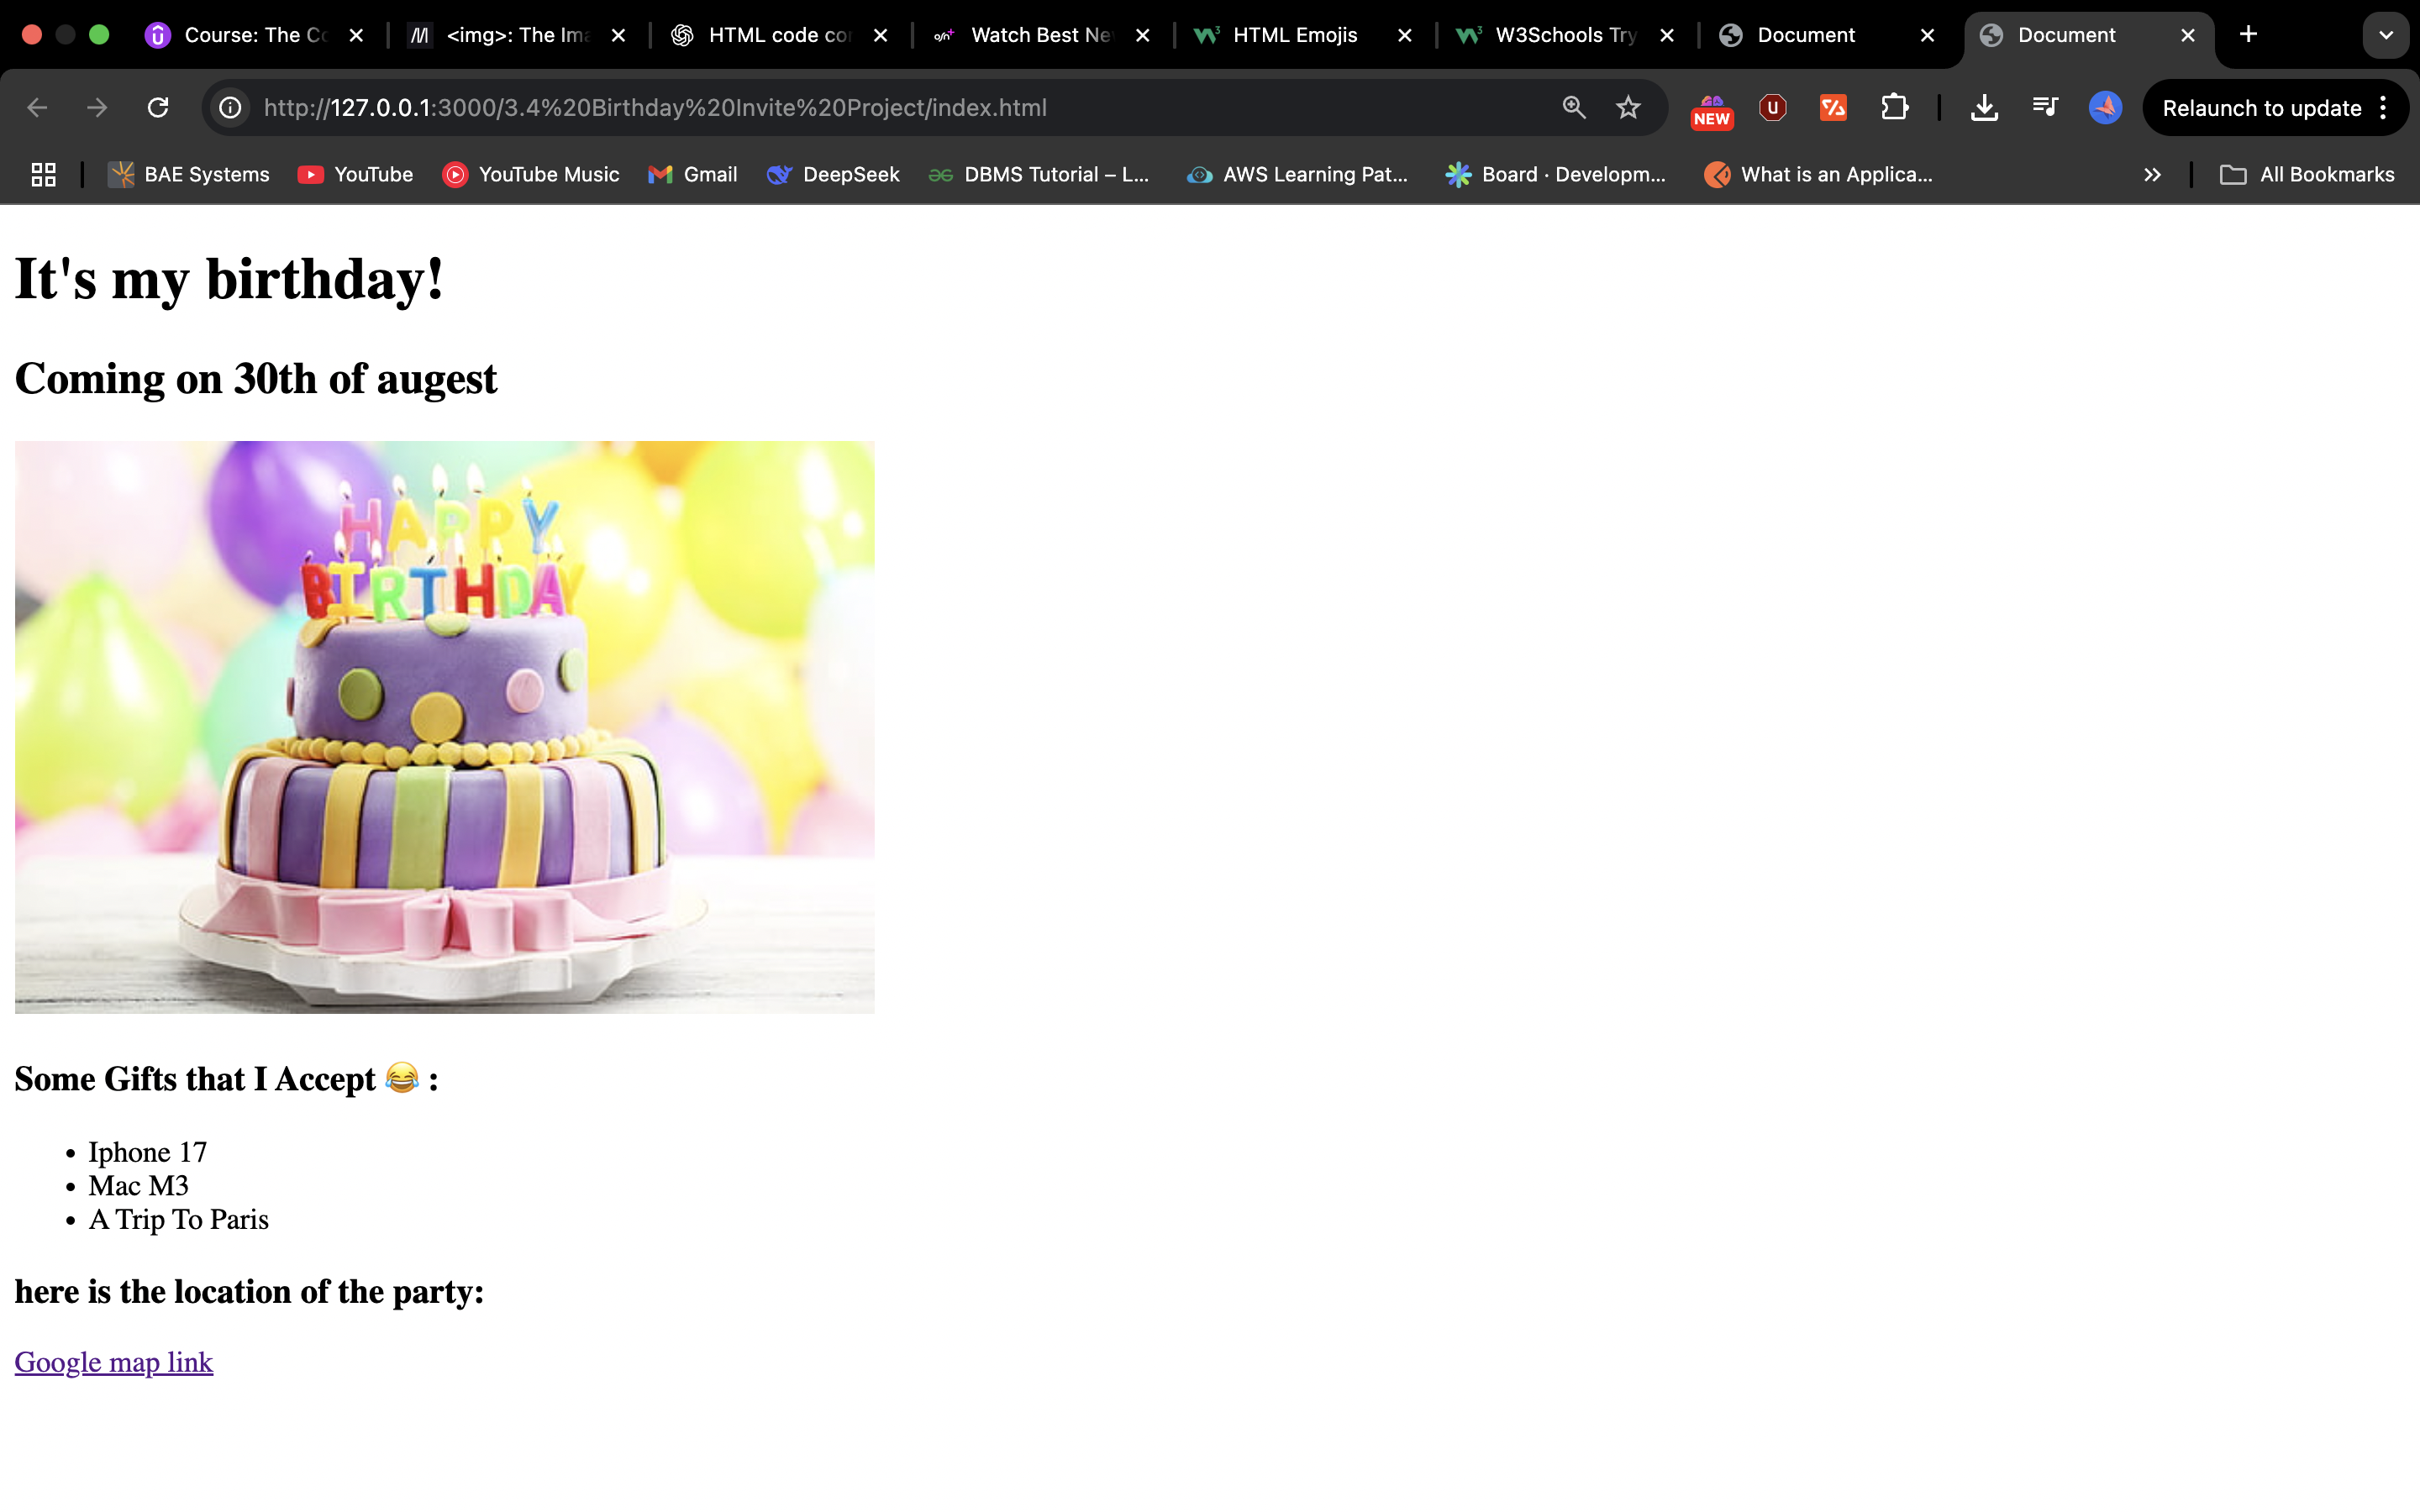 Course: The Co
<img>: The Ima
HTML code cor
Watch Best Ne
HTML Emojis
W3Schools Try
Document
Document
http://127.0.0.1:3000/3.4%20Birthday%20Invite%20Project/index.html
NEW
Relaunch to update
BAE Systems
YouTube
YouTube Music
Gmail
DeepSeek
DBMS Tutorial – L...
AWS Learning Pat...
Board · Developm...
What is an Applica...
All Bookmarks
It's my birthday!
Coming on 30th of augest
HAPPY
BIRTHDAY
Some Gifts that I Accept 😂 :
• Iphone 17
• Mac M3
• A Trip To Paris
here is the location of the party:
Google map link